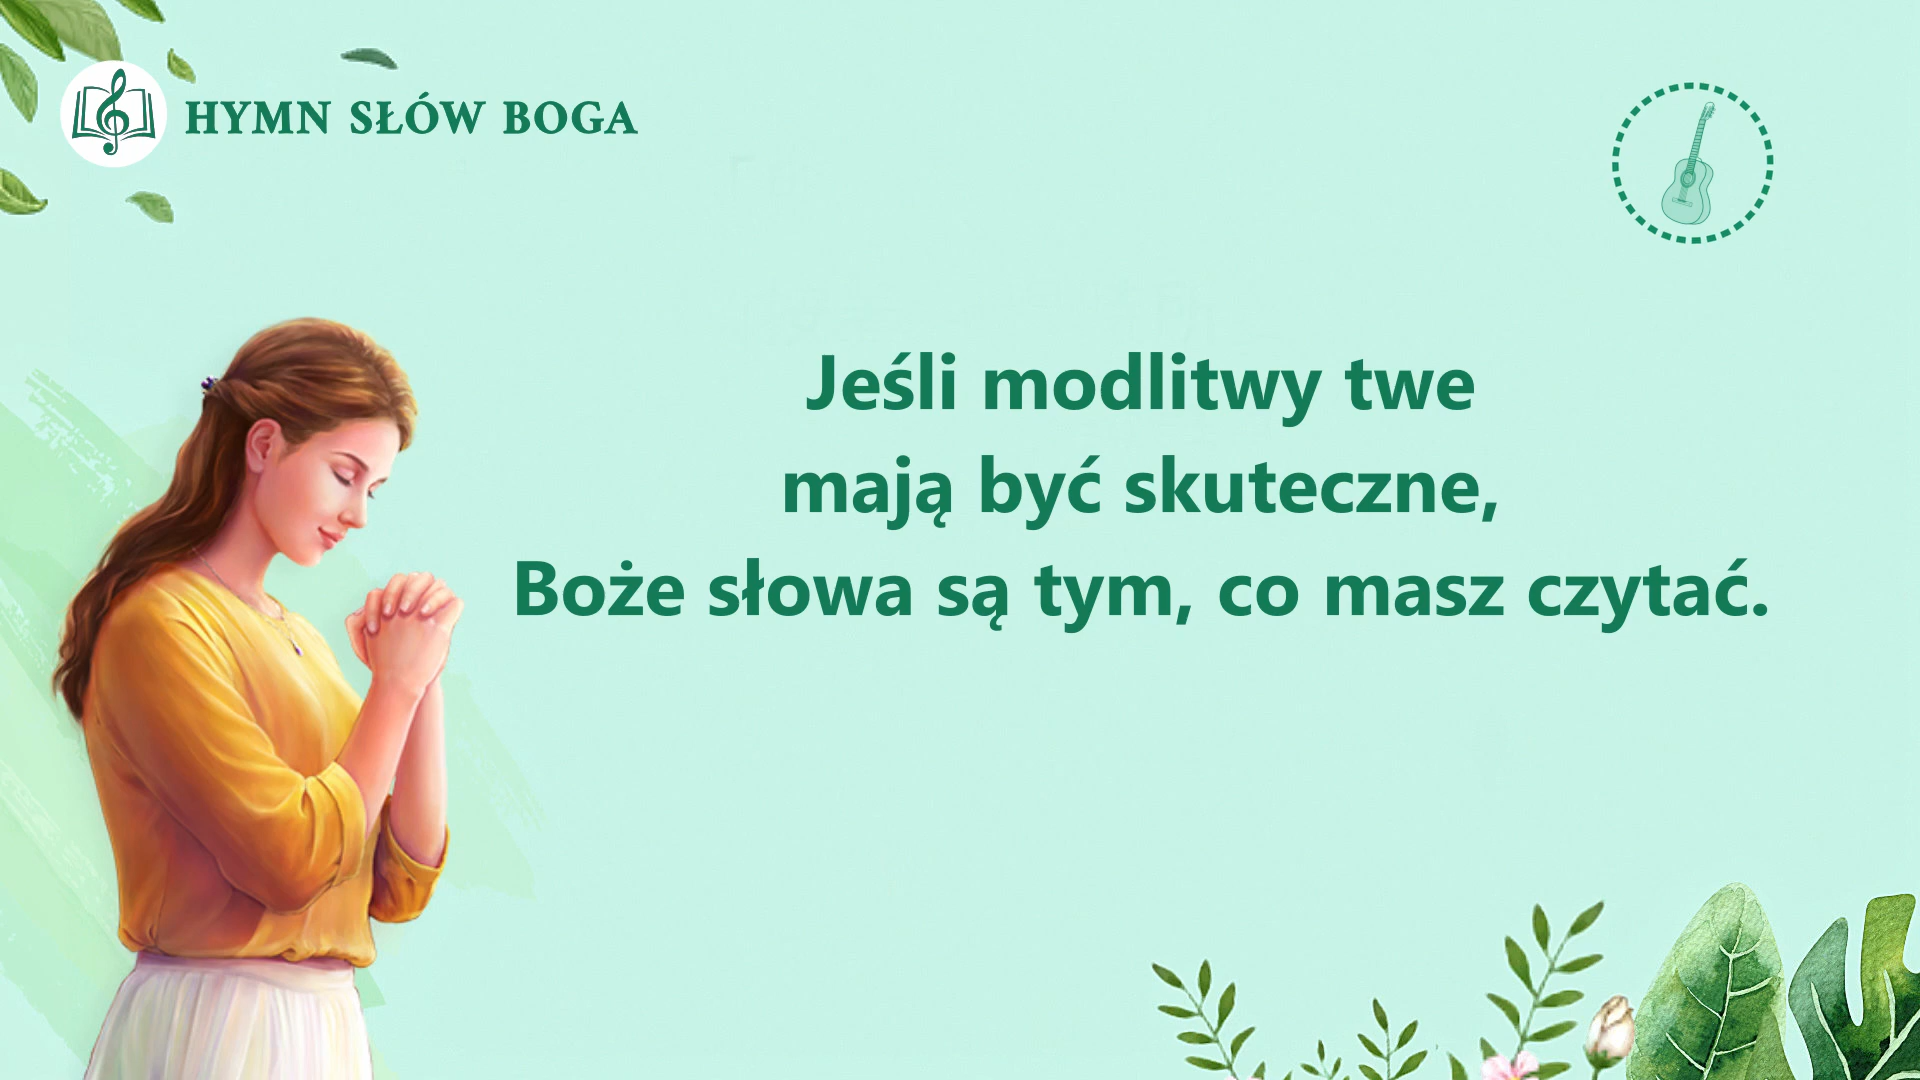 HYMN SŁÓW BOGA
Jeśli modlitwy twe
mają być skuteczne,
Boże słowa są tym, co masz czytać.